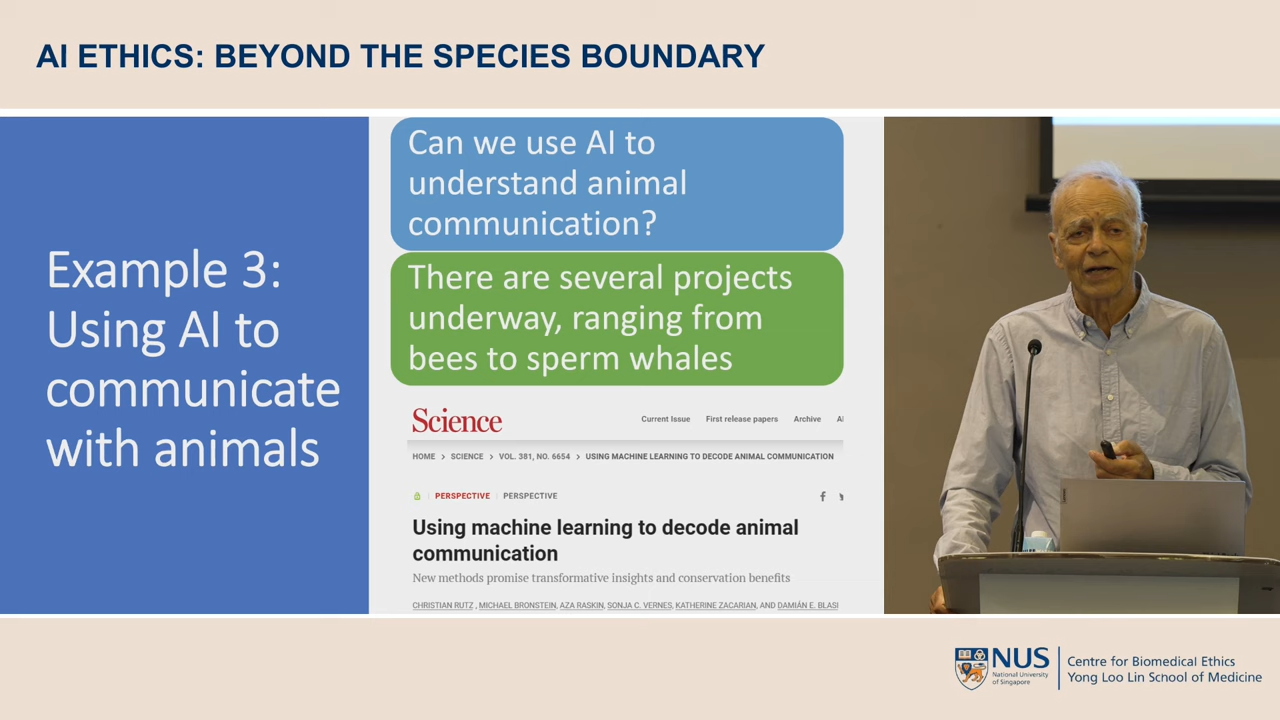 AI ETHICS: BEYOND THE SPECIES BOUNDARY
Example 3:
Using AI to
communicate
with animals
Can we use AI to
understand animal
communication?
There are several projects
underway, ranging from
bees to sperm whales
Science
Current Issue First release papers Archive
HOME > SCIENCE > VOL. 381, NO. 6654 > USING MACHINE LEARNING TO DECODE ANIMAL COMMUNICATION
PERSPECTIVE PERSPECTIVE
Using machine learning to decode animal
communication
New methods promise transformative insights and conservation benefits
CHRISTIAN RUTZ, MICHAEL BRONSTEIN, AZA RASKIN, SONJA C. VERNES, KATHERINE ZACARIAN, AND DAMIÁN E. BLASI
NUS
National University
of Singapore
Centre for Biomedical Ethics
Yong Loo Lin School of Medicine